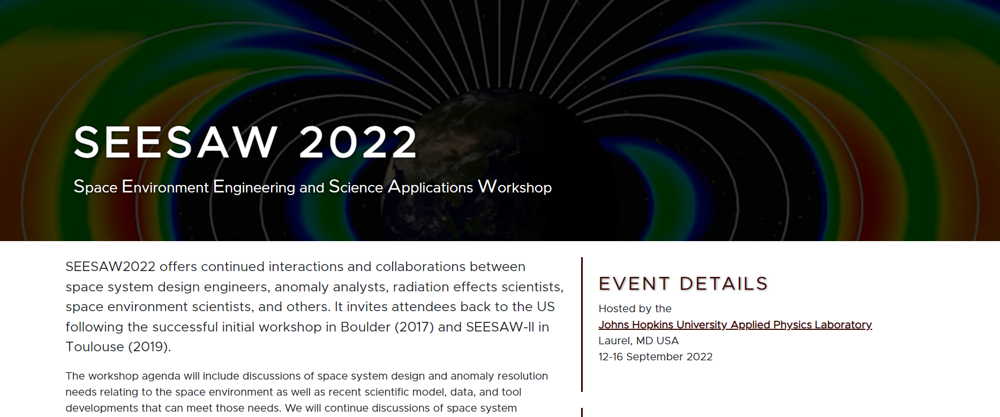 SEESAW 2022
Space Environment Engineering and Science Applications Workshop
SEESAW2022 offers continued interactions and collaborations between
space system design engineers, anomaly analysts, radiation effects scientists,
space environment scientists, and others. It invites attendees back to the US
following the successful initial workshop in Boulder (2017) and SEESAW-II in
Toulouse (2019).
The workshop agenda will include discussions of space system design and anomaly resolution
needs relating to the space environment as well as recent scientific model, data, and tool
developments that can meet those needs. We will continue discussions of space system
EVENT DETAILS
Hosted by the
Johns Hopkins University Applied Physics Laboratory
Laurel, MD USA
12-16 September 2022